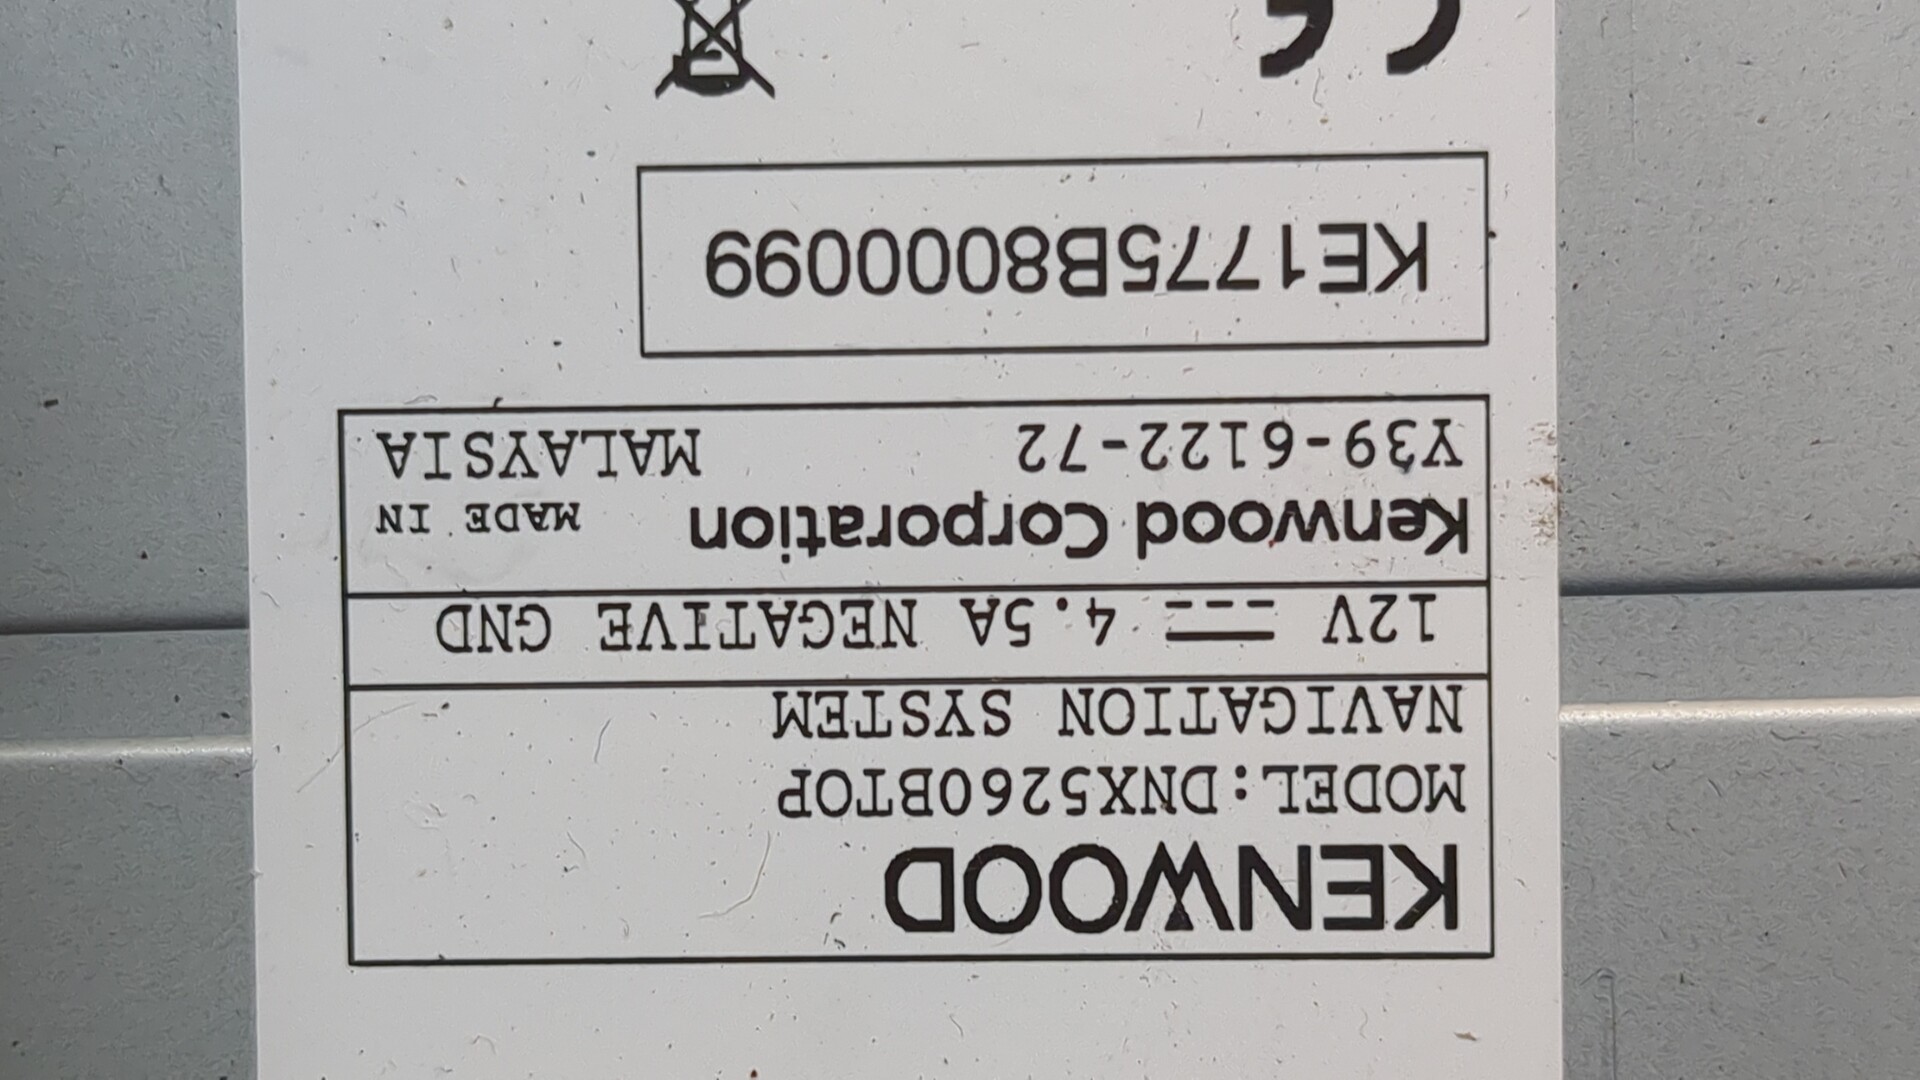 KENWOOD
MODEL:DNX5260BTOP
NAVIGATION SYSTEM
12V ⎓ 4.5A NEGATIVE GND
Kenwood Corporation MADE IN
Y39-6122-72 MALAYSIA
KE1775B8000099
CE